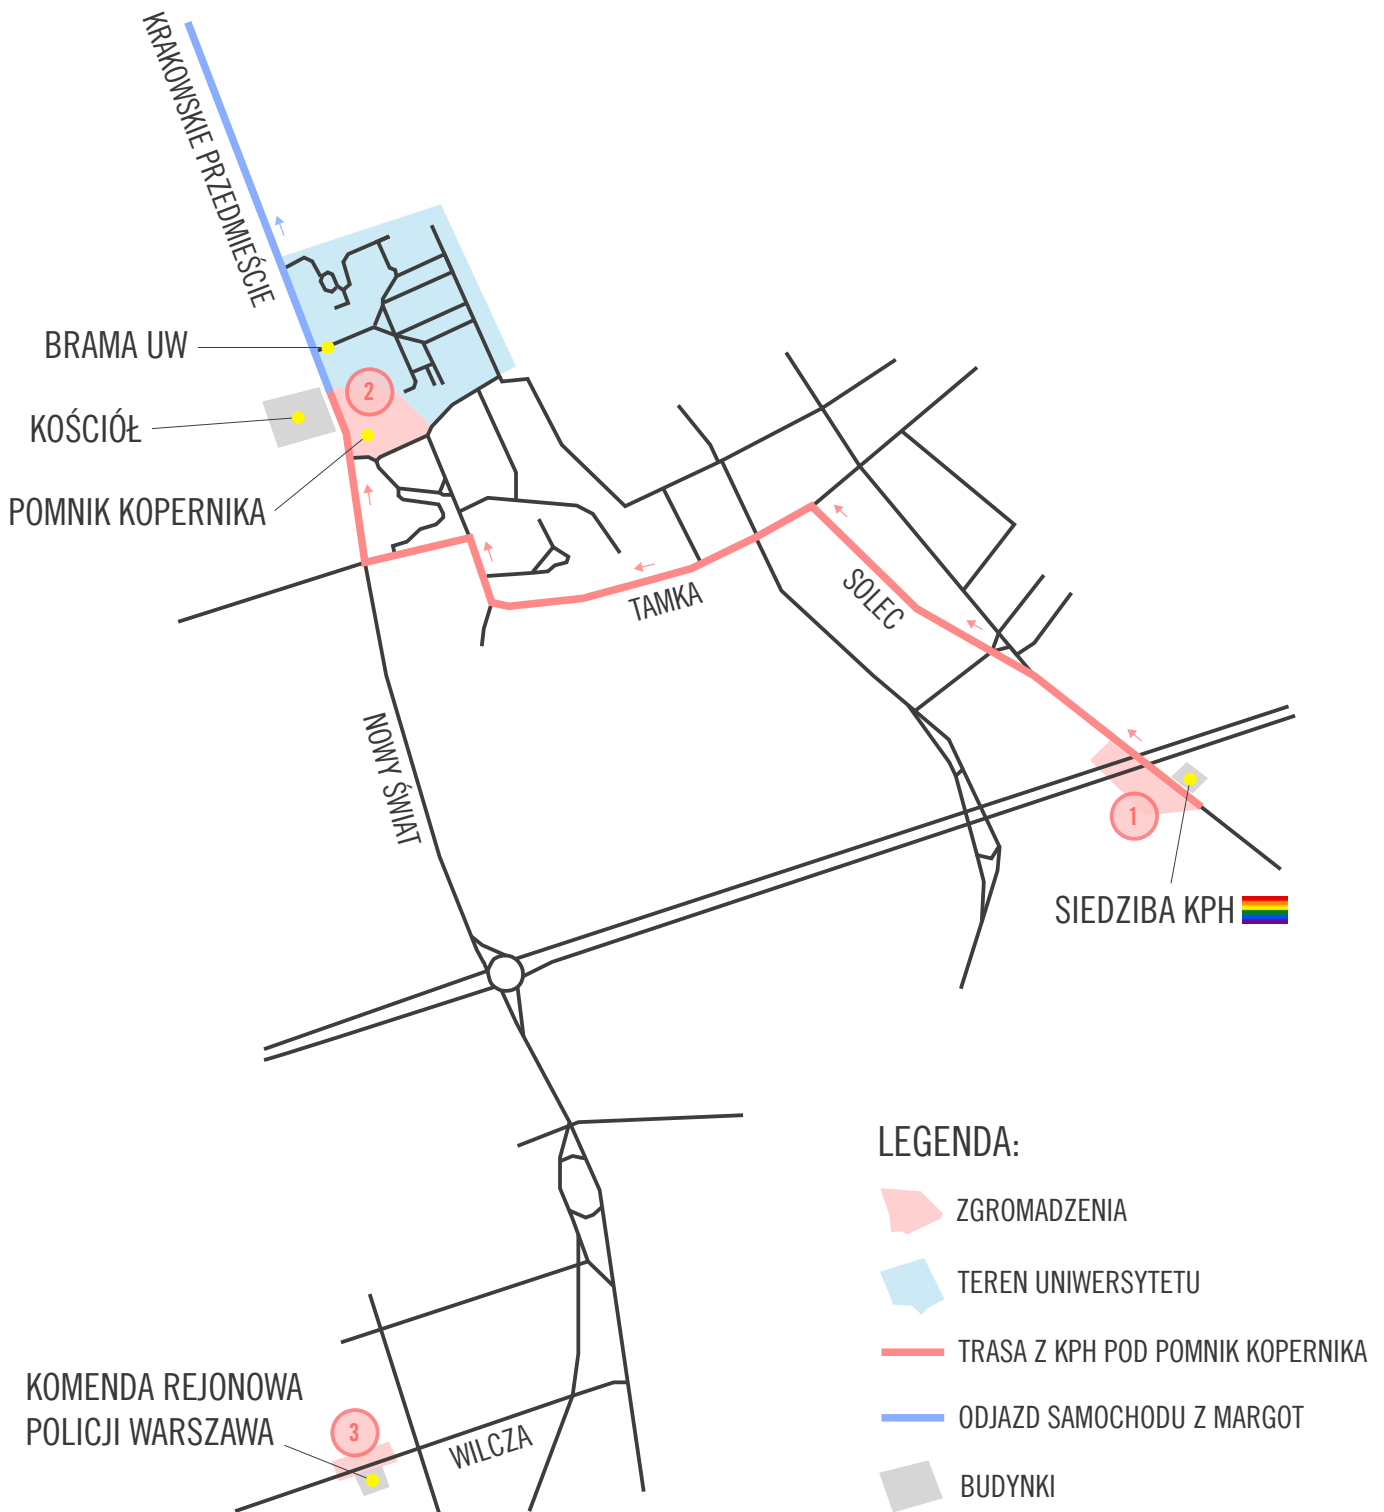 KRAKOWSKIE PRZEDMIEŚCIE
BRAMA UW
2
KOŚCIÓŁ
POMNIK KOPERNIKA
SOLEC
TAMKA
NOWY ŚWIAT
1
SIEDZIBA KPH
LEGENDA:
ZGROMADZENIA
TEREN UNIWERSYTETU
TRASA Z KPH POD POMNIK KOPERNIKA
ODJAZD SAMOCHODU Z MARGOT
BUDYNKI
KOMENDA REJONOWA
POLICJI WARSZAWA
3
WILCZA